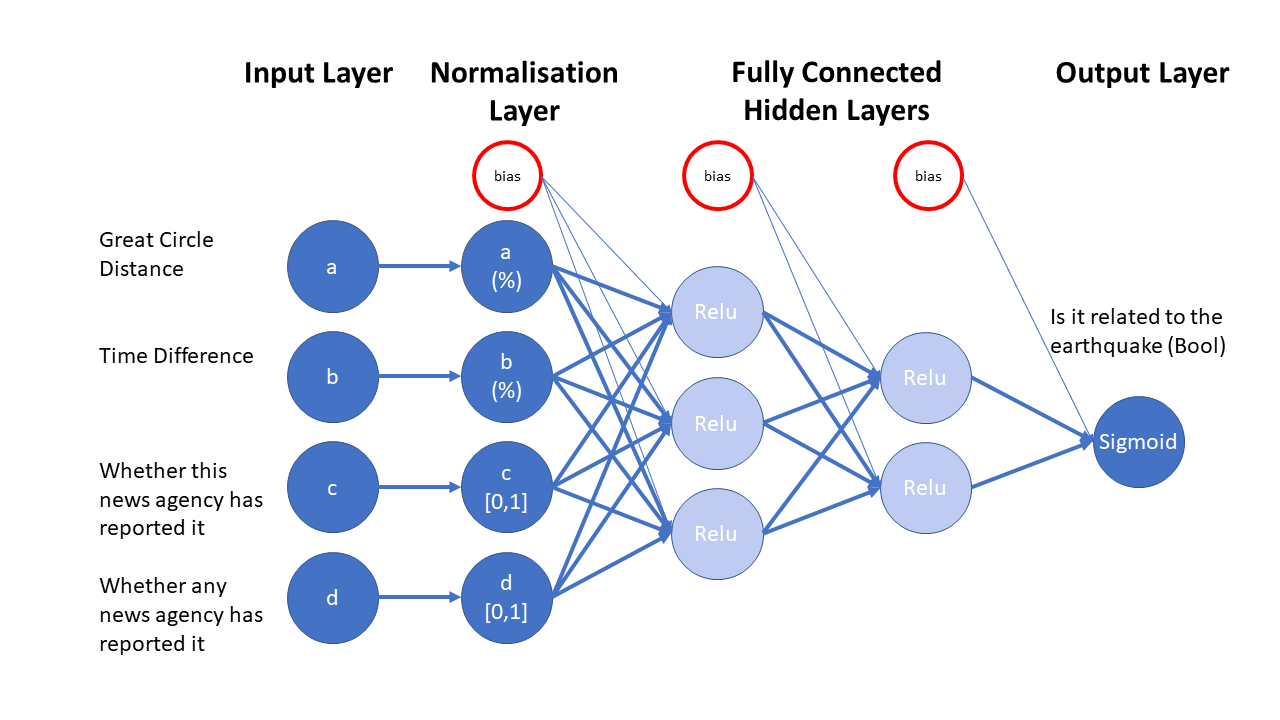 Input Layer
Normalisation
Layer
Fully Connected
Hidden Layers
Output Layer
bias
bias
bias
Great Circle
Distance
a
a
(%)
Relu
Time Difference
b
b
(%)
Relu
Relu
Is it related to the
earthquake (Bool)
Sigmoid
Whether this
news agency has
reported it
c
c
[0,1]
Relu
Relu
Whether any
news agency has
reported it
d
d
[0,1]